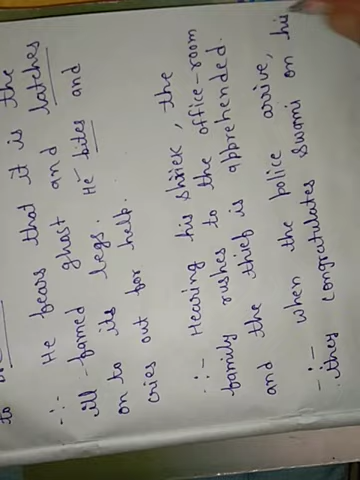 to
-:- He fears that it is the
ill-famed ghost and latches
on to its legs. He bites and
cries out for help.
-:- Hearing his shriek, the
family rushes to the office-room
and the thief is apprehended.
-:- when the police arrive,
they congratulates swami on his